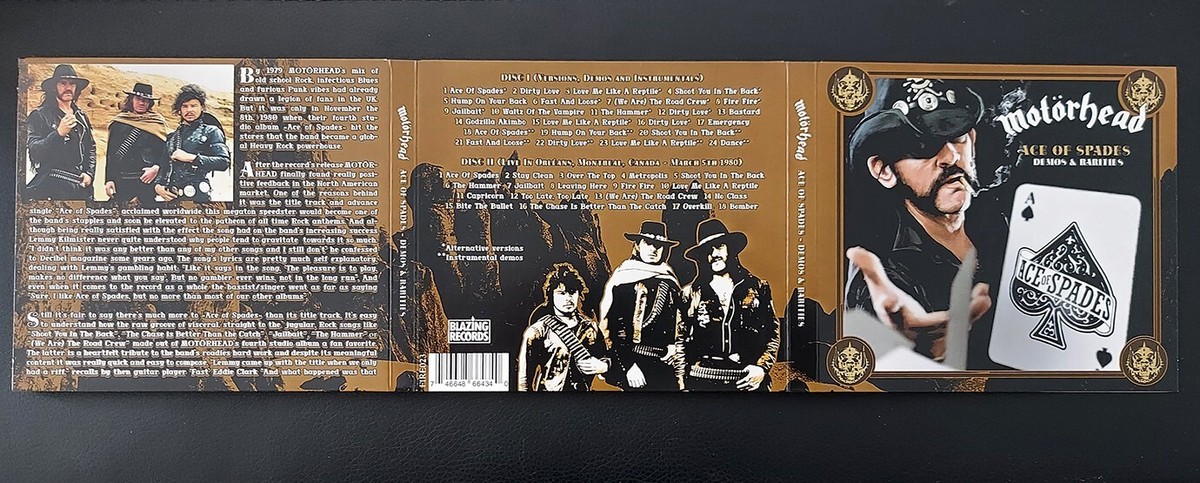 By 1979 MOTÖRHEAD's mix of
old school Rock, infectious Blues
and furious Punk vibes had already
drawn a legion of fans in the UK.
But it was only in November the
8th, 1980 when their fourth stu-
dio album -Ace of Spades- hit the
stores that the band became a glob-
al Heavy Rock powerhouse.
After the record's release MOTÖR-
HEAD finally found really posi-
tive feedback in the North American
market. One of the reasons behind
it was the title track and advance
single "Ace of Spades", acclaimed worldwide this megaton speedster would become one of
the band's staples and soon be elevated to the patheon of all time Rock anthems. And al-
though being really satisfied with the effect the song had on the band's increasing success
Lemmy Kilmister never quite understood why people tend to gravitate towards it so much.
"I didn't think it was any better than any of my other songs and I still don't" he confessed
to Decibel magazine some years ago. The song's lyrics are pretty much self explanatory,
dealing with Lemmy's gambling habit. "Like it says in the song, 'The pleasure is to play,
makes no difference what you say'. But no gambler ever wins, not in the long run". And
even when it comes to the record as a whole the bassist/singer went as far as saying
"Sure, I like Ace of Spades, but no more than most of our other albums".
Still it's fair to say there's much more to -Ace of Spades- than its title track. It's easy
to understand how the raw groove of visceral, straight to the jugular, Rock songs like
"Shoot You In The Back", "The Chase is Better Than the Catch", "Jailbait", "The Hammer" or
"(We Are) The Road Crew" made out of MOTÖRHEAD's fourth studio album a fan favorite.
The latter is a heartfelt tribute to the band's roadies hard work and despite its meaningful
content it was really quick and easy to compose. "Lemmy came up with the title when we only
had a riff" recalls by then guitar player "Fast" Eddie Clark. "And what happened was that
motörhead
ACE OF SPADES - DEMOS & RARITIES
DISC I (Versions, Demos and Instrumentals)
1 Ace Of Spades* 2 Dirty Love 3 Love Me Like A Reptile* 4 Shoot You In The Back*
5 Hump On Your Back 6 Fast And Loose* 7 (We Are) The Road Crew* 8 Fire Fire*
9 Jailbait* 10 Waltz Of The Vampire 11 The Hammer* 12 Dirty Love* 13 Bastard
14 Godzilla Akimbo 15 Love Me Like A Reptile* 16 Dirty Love* 17 Emergency
18 Ace Of Spades** 19 Hump On Your Back** 20 Shoot You In The Back**
21 Fast And Loose** 22 Dirty Love** 23 Love Me Like A Reptile** 24 Dance**
DISC II (Live In Orléans, Montreal, Canada - March 5th 1980)
1 Ace Of Spades 2 Stay Clean 3 Over The Top 4 Metropolis 5 Shoot You In The Back
6 The Hammer 7 Jailbait 8 Leaving Here 9 Fire Fire 10 Love Me Like A Reptile
11 Capricorn 12 Too Late, Too Late 13 (We Are) The Road Crew 14 No Class
15 Bite The Bullet 16 The Chase Is Better Than The Catch 17 Overkill 18 Bomber
*Alternative versions
**Instrumental demos
BLAZING
RECORDS
FIRE023
7 46648 66434 0
motörhead
ACE OF SPADES - DEMOS & RARITIES
motörhead
ACE OF SPADES
DEMOS & RARITIES
A
ACE OF SPADES